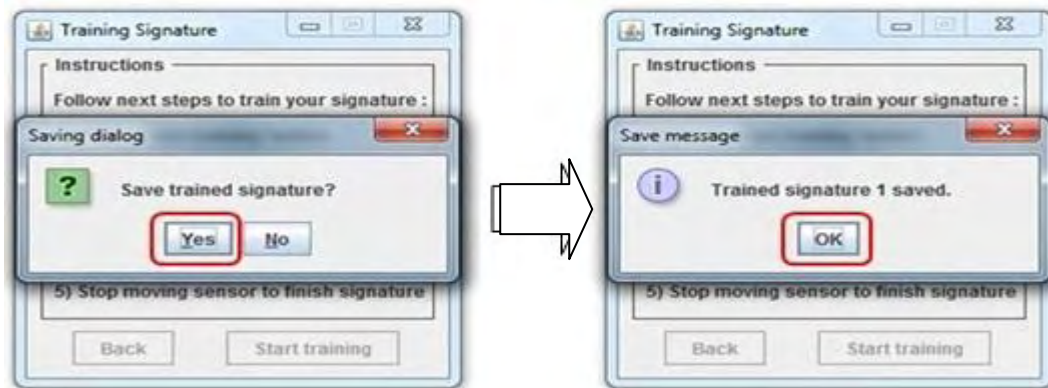 Training Signature
Instructions
Follow next steps to train your signature :
Saving dialog
?
Save trained signature?
Yes
No
5) Stop moving sensor to finish signature
Back
Start training
Training Signature
Instructions
Follow next steps to train your signature :
Save message
i
Trained signature 1 saved.
OK
5) Stop moving sensor to finish signature
Back
Start training